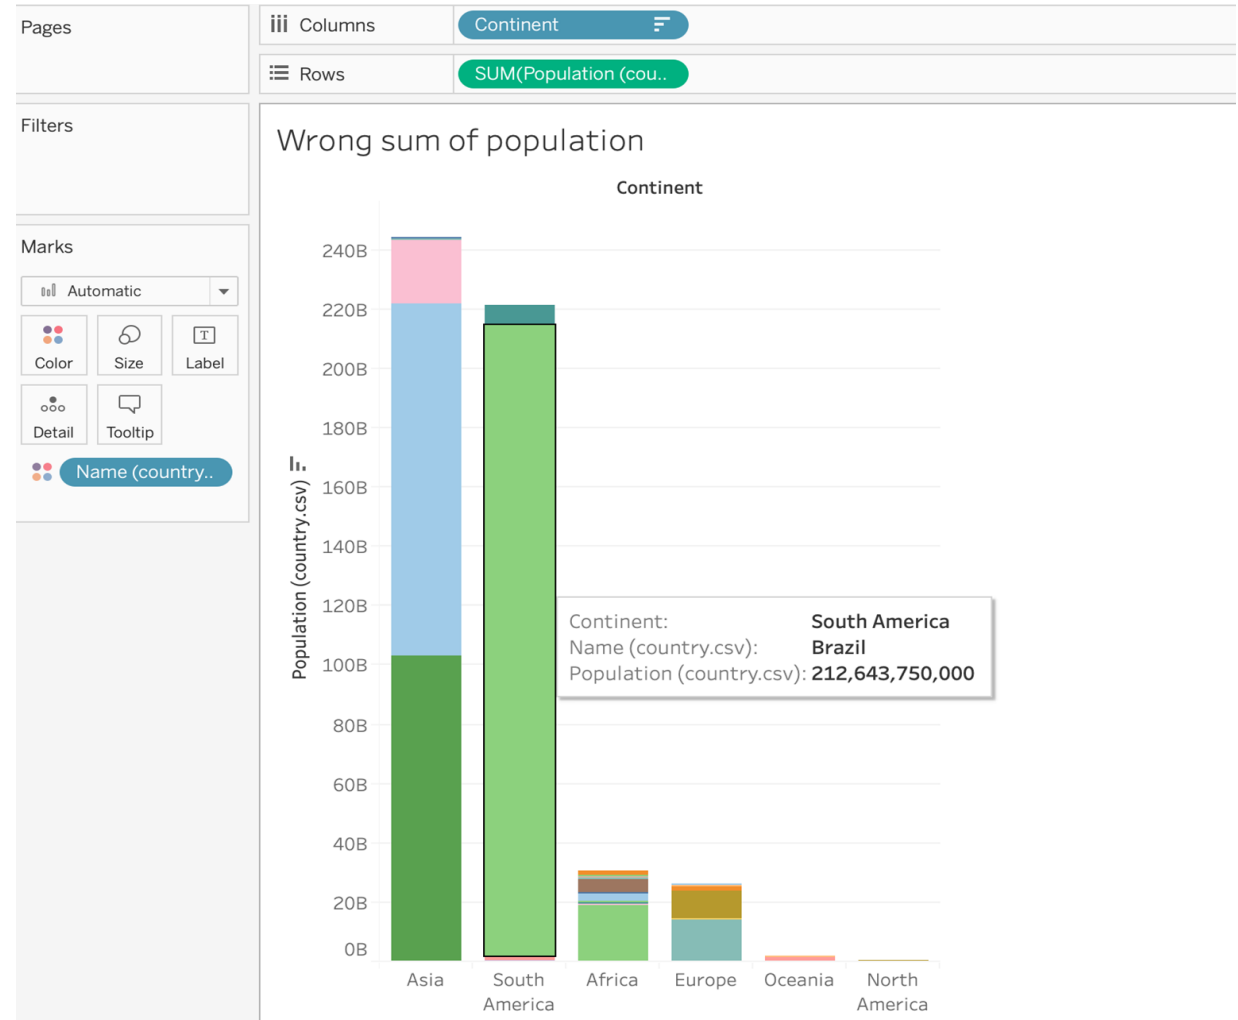 Pages
Columns
Continent
Rows
SUM(Population (cou..
Filters
Wrong sum of population
Continent
Marks
Automatic
Color
Size
T
Label
Detail
Tooltip
Name (country..
Population (country.csv)
240B
220B
200B
180B
160B
140B
120B
100B
80B
60B
40B
20B
0B
Continent: South America
Name (country.csv): Brazil
Population (country.csv): 212,643,750,000
Asia
South America
Africa
Europe
Oceania
North America